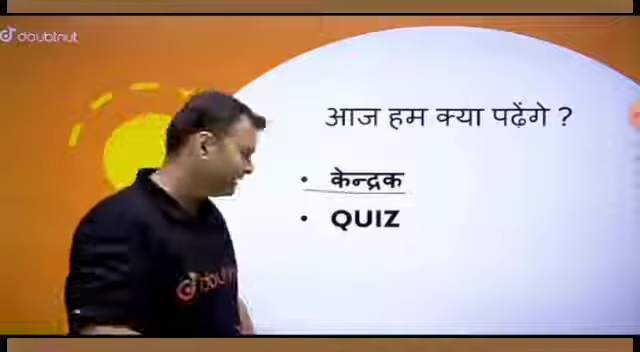 doubtnut
आज हम क्या पढ़ेंगे ?
• केन्द्रक
• QUIZ